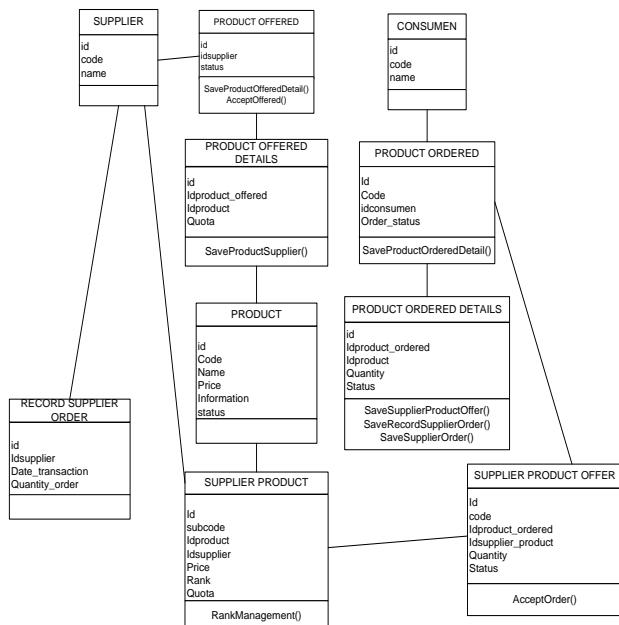 SUPPLIER
id
code
name
PRODUCT OFFERED
id
idsupplier
status
SaveProductOfferedDetail()
AcceptOffered()
CONSUMEN
id
code
name
PRODUCT OFFERED
DETAILS
id
Idproduct_offered
Idproduct
Quota
SaveProductSupplier()
PRODUCT ORDERED
Id
Code
idconsumen
Order_status
SaveProductOrderedDetail()
PRODUCT
id
Code
Name
Price
Information
status
PRODUCT ORDERED DETAILS
id
Idproduct_ordered
Idproduct
Quantity
Status
SaveSupplierProductOffer()
SaveRecordSupplierOrder()
SaveSupplierOrder()
RECORD SUPPLIER
ORDER
id
Idsupplier
Date_transaction
Quantity_order
SUPPLIER PRODUCT
Id
subcode
Idproduct
Idsupplier
Price
Rank
Quota
RankManagement()
SUPPLIER PRODUCT OFFER
Id
code
Idproduct_ordered
Idsupplier_product
Quantity
Status
AcceptOrder()